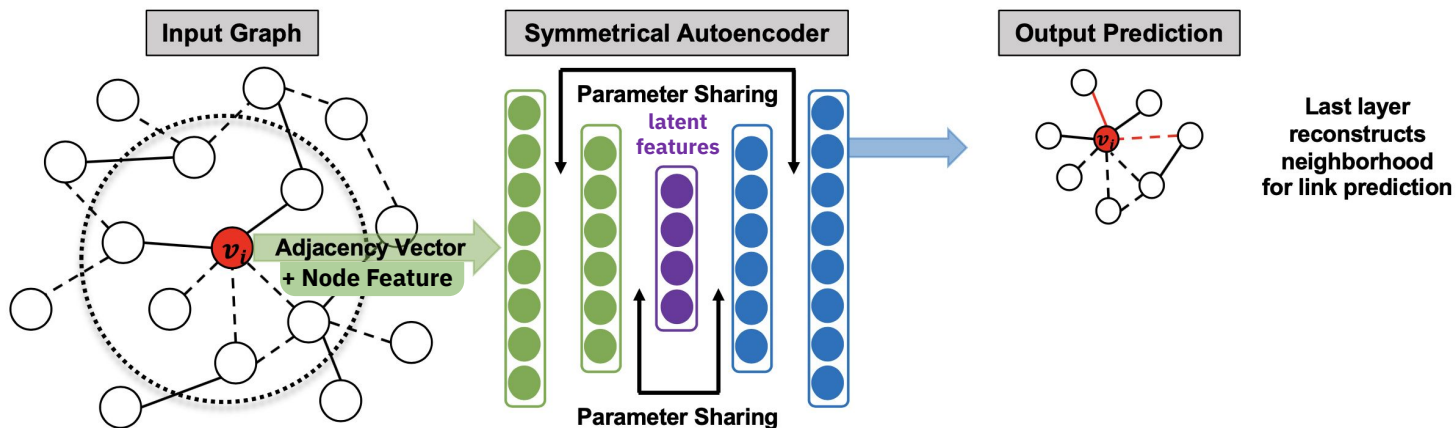 Input Graph
Symmetrical Autoencoder
Output Prediction
v_i
Adjacency Vector
+ Node Feature
Parameter Sharing
latent
features
Parameter Sharing
v_i
Last layer
reconstructs
neighborhood
for link prediction